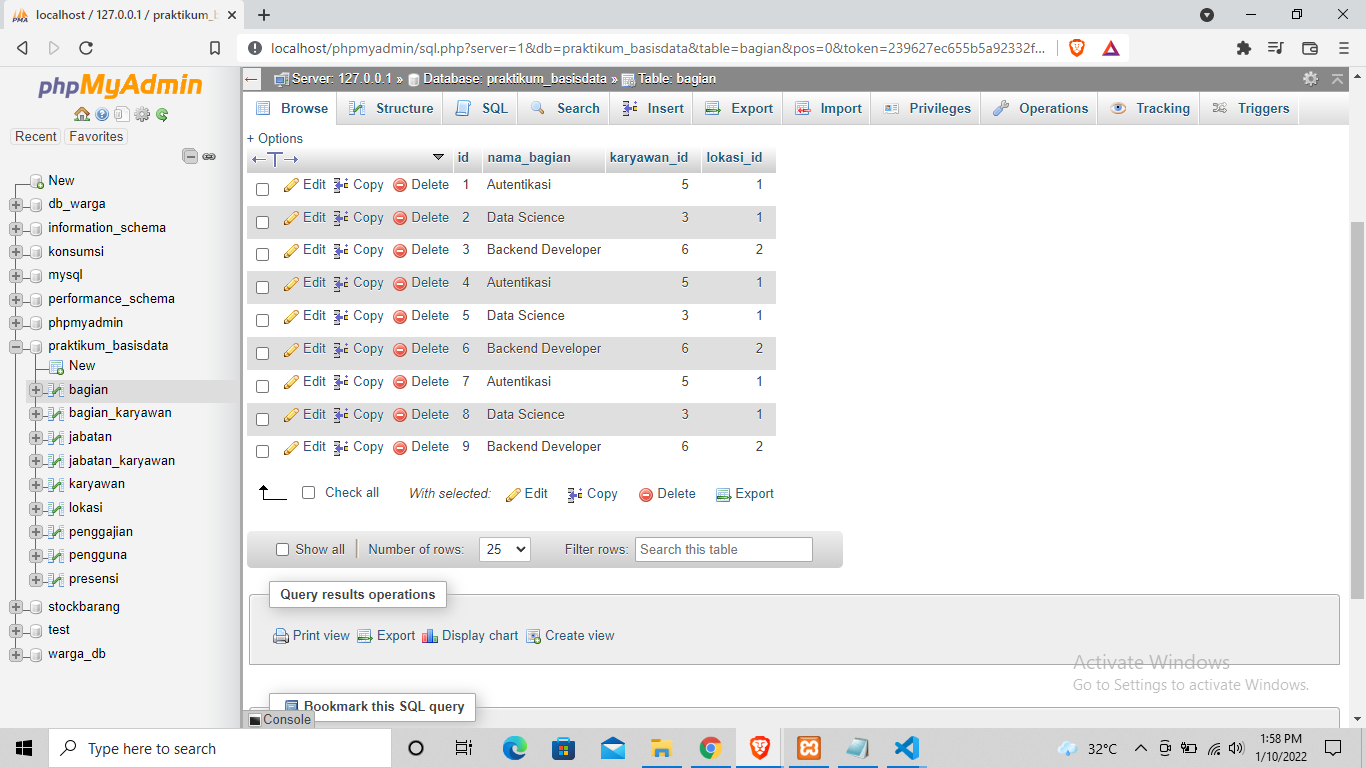 localhost / 127.0.0.1 / praktikum_b
localhost/phpmyadmin/sql.php?server=1&db=praktikum_basisdata&table=bagian&pos=0&token=239627ec655b5a92332f...
phpMyAdmin
Recent Favorites
New
db_warga
information_schema
konsumsi
mysql
performance_schema
phpmyadmin
praktikum_basisdata
New
bagian
bagian_karyawan
jabatan
jabatan_karyawan
karyawan
lokasi
penggajian
pengguna
presensi
stockbarang
test
warga_db
Server: 127.0.0.1 » Database: praktikum_basisdata » Table: bagian
Browse Structure SQL Search Insert Export Import Privileges Operations Tracking Triggers
+ Options
←T→ id nama_bagian karyawan_id lokasi_id
Edit Copy Delete 1 Autentikasi 5 1
Edit Copy Delete 2 Data Science 3 1
Edit Copy Delete 3 Backend Developer 6 2
Edit Copy Delete 4 Autentikasi 5 1
Edit Copy Delete 5 Data Science 3 1
Edit Copy Delete 6 Backend Developer 6 2
Edit Copy Delete 7 Autentikasi 5 1
Edit Copy Delete 8 Data Science 3 1
Edit Copy Delete 9 Backend Developer 6 2
Check all With selected: Edit Copy Delete Export
Show all Number of rows: 25 Filter rows: Search this table
Query results operations
Print view Export Display chart Create view
Activate Windows
Go to Settings to activate Windows.
Bookmark this SQL query
Console
Type here to search
32°C
1:58 PM
1/10/2022